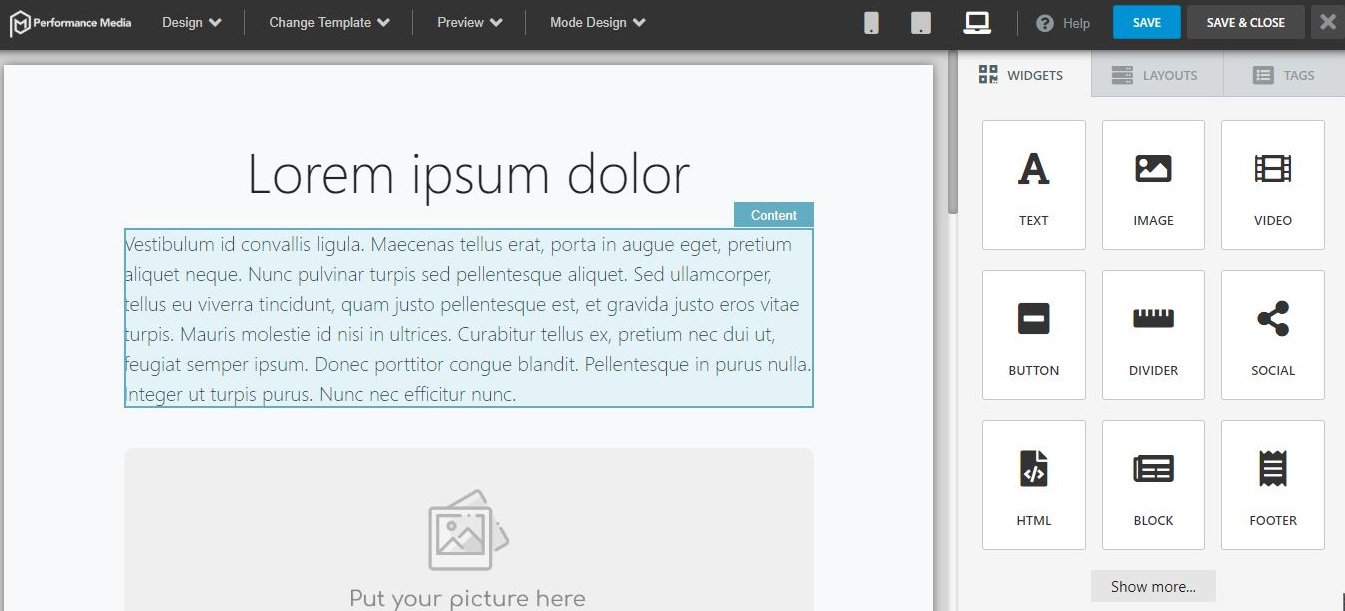 Performance Media
Design
Change Template
Preview
Mode Design
Help
SAVE
SAVE & CLOSE
WIDGETS
LAYOUTS
TAGS
Lorem ipsum dolor
Content
Vestibulum id convallis ligula. Maecenas tellus erat, porta in augue eget, pretium
aliquet neque. Nunc pulvinar turpis sed pellentesque aliquet. Sed ullamcorper,
tellus eu viverra tincidunt, quam justo pellentesque est, et gravida justo eros vitae
turpis. Mauris molestie id nisi in ultrices. Curabitur tellus ex, pretium nec dui ut,
feugiat semper ipsum. Donec porttitor congue blandit. Pellentesque in purus nulla.
Integer ut turpis purus. Nunc nec efficitur nunc.
Put your picture here
TEXT
IMAGE
VIDEO
BUTTON
DIVIDER
SOCIAL
HTML
BLOCK
FOOTER
Show more...